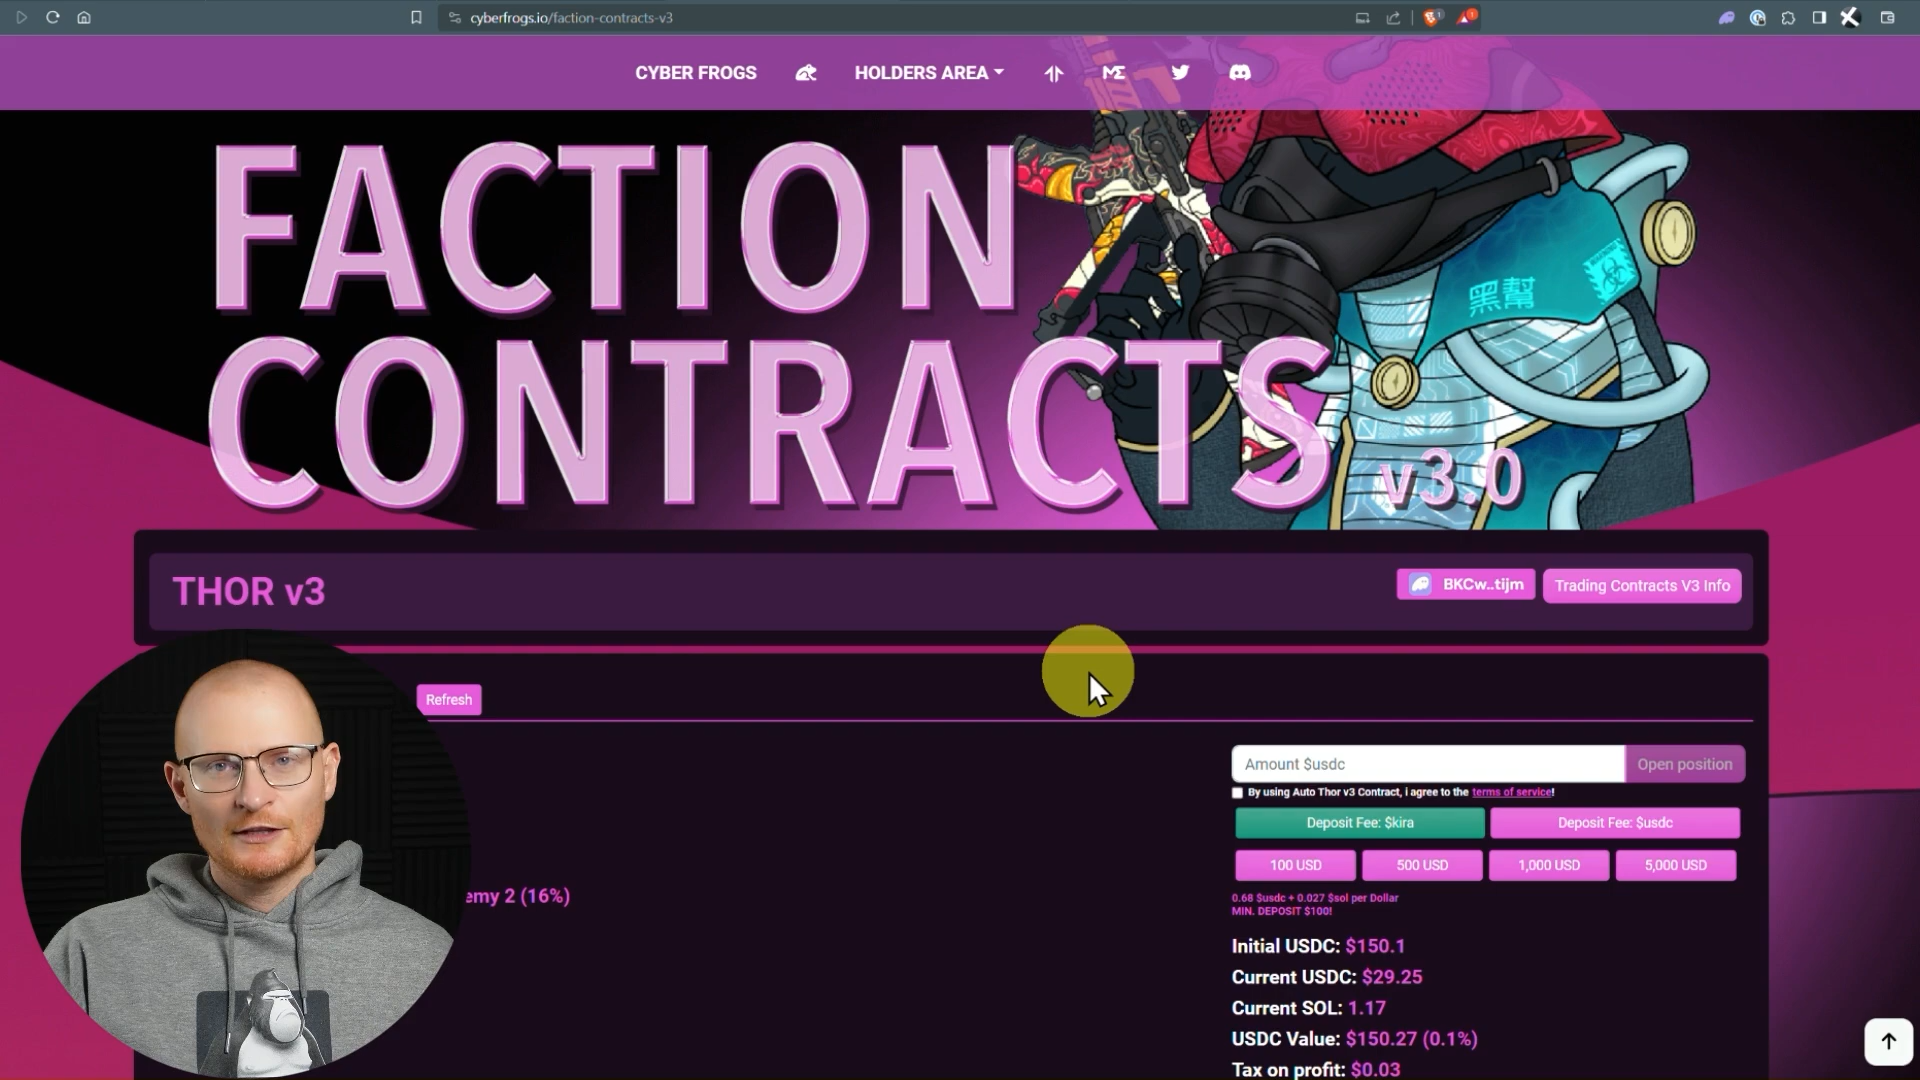 cyberfrogs.io/faction-contracts-v3
CYBER FROGS
HOLDERS AREA
ME
FACTION
CONTRACTS
v3.0
黑幫
THOR v3
BKCw..tijm
Trading Contracts V3 Info
Refresh
Amount $usdc
Open position
By using Auto Thor v3 Contract, i agree to the terms of service!
Deposit Fee: $kira
Deposit Fee: $usdc
100 USD
500 USD
1,000 USD
5,000 USD
emy 2 (16%)
0.68 $usdc + 0.027 $sol per Dollar
MIN. DEPOSIT $100!
Initial USDC: $150.1
Current USDC: $29.25
Current SOL: 1.17
USDC Value: $150.27 (0.1%)
Tax on profit: $0.03